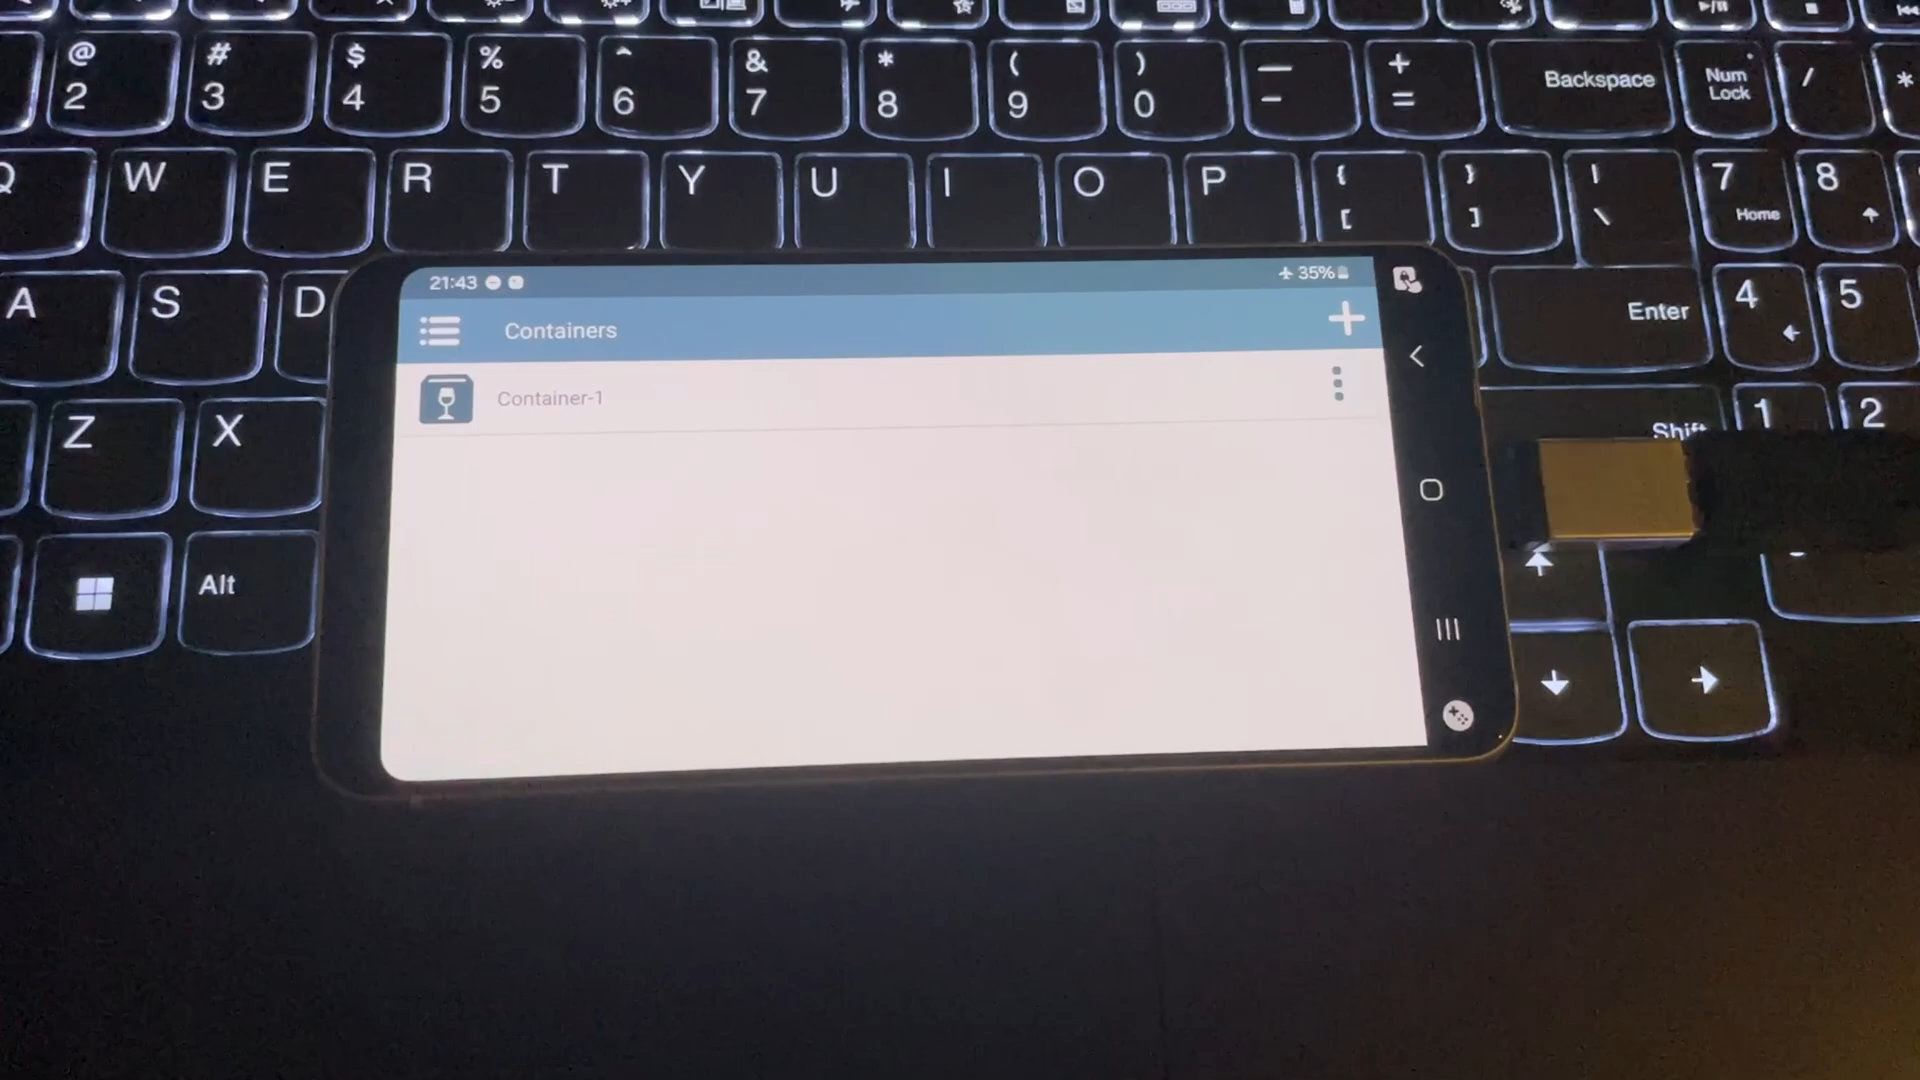 @ # $ % ^ & * ( ) — +
2 3 4 5 6 7 8 9 0 - = Backspace Num Lock / *
Q W E R T Y U I O P { [ } ] | \ 7 Home 8
21:43 35%
A S D Enter 4 5
Containers
Container-1
Z X Shift 1 2
Alt